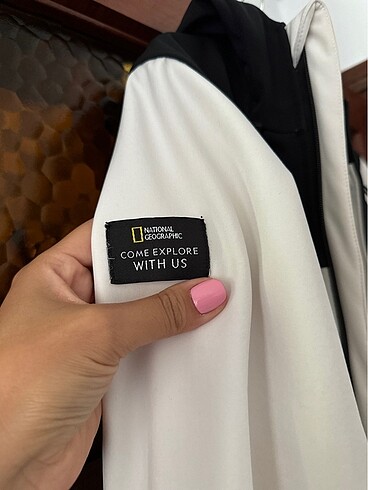 NATIONAL
GEOGRAPHIC
COME EXPLORE
WITH US